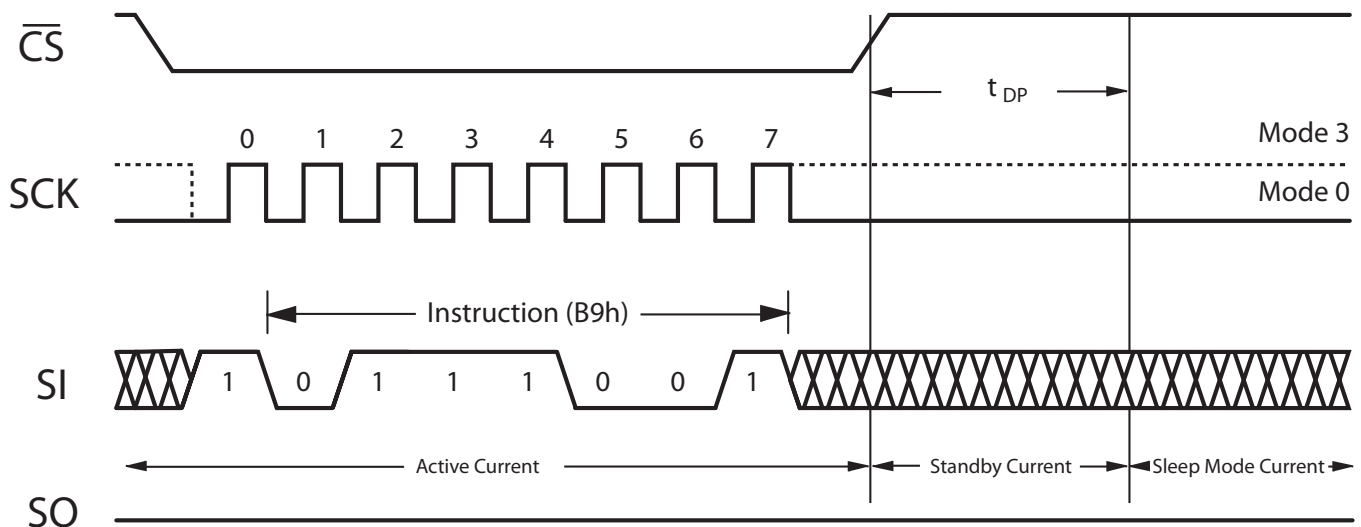 CS
t DP
0 1 2 3 4 5 6 7
Mode 3
SCK
Mode 0
Instruction (B9h)
SI
1 0 1 1 1 0 0 1
Active Current
Standby Current
Sleep Mode Current
SO